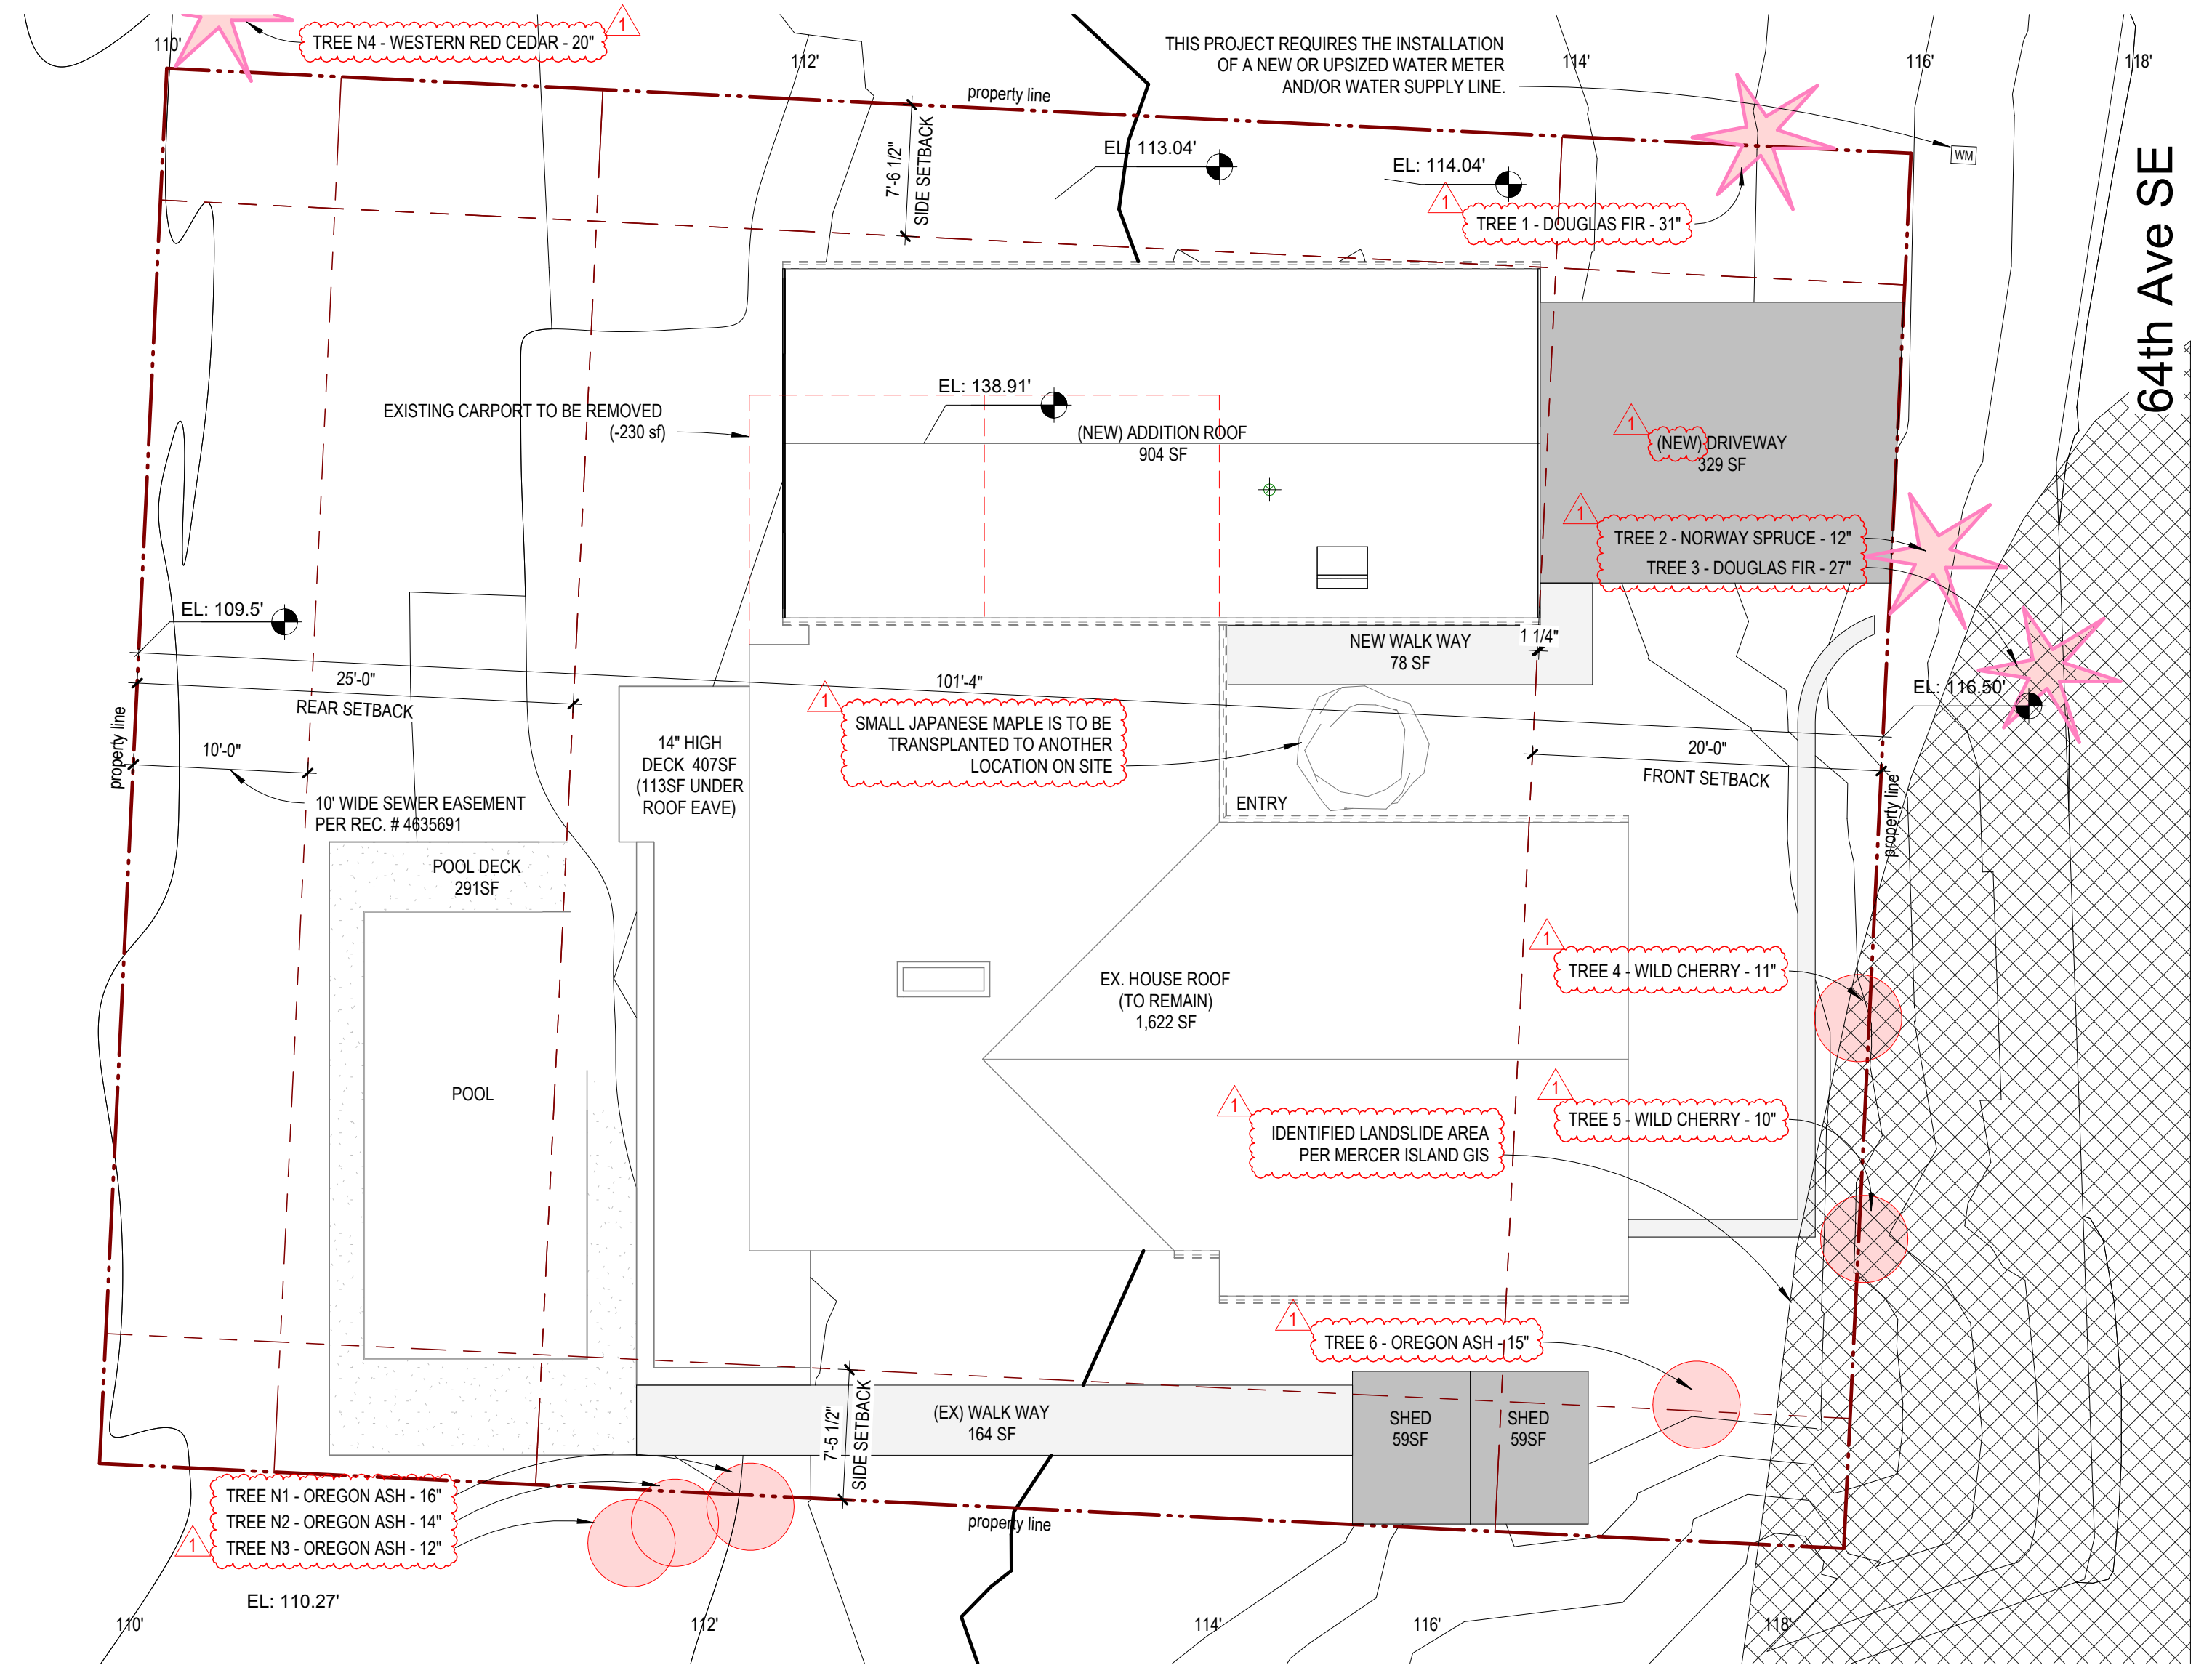 TREE N4 - WESTERN RED CEDAR - 20"
1
110'
112'
THIS PROJECT REQUIRES THE INSTALLATION
OF A NEW OR UPSIZED WATER METER
AND/OR WATER SUPPLY LINE.
114'
116'
118'
property line
7'-6 1/2"
SIDE SETBACK
EL: 113.04'
EL: 114.04'
WM
1
TREE 1 - DOUGLAS FIR - 31"
64th Ave SE
EXISTING CARPORT TO BE REMOVED
(-230 sf)
EL: 138.91'
(NEW) ADDITION ROOF
904 SF
1
(NEW) DRIVEWAY
329 SF
1
TREE 2 - NORWAY SPRUCE - 12"
TREE 3 - DOUGLAS FIR - 27"
EL: 109.5'
NEW WALK WAY
78 SF
1 1/4"
25'-0"
REAR SETBACK
101'-4"
EL: 116.50'
1
SMALL JAPANESE MAPLE IS TO BE
TRANSPLANTED TO ANOTHER
LOCATION ON SITE
property line
10'-0"
14" HIGH
DECK 407SF
(113SF UNDER
ROOF EAVE)
20'-0"
FRONT SETBACK
10' WIDE SEWER EASEMENT
PER REC. # 4635691
ENTRY
property line
POOL DECK
291SF
1
TREE 4 - WILD CHERRY - 11"
EX. HOUSE ROOF
(TO REMAIN)
1,622 SF
POOL
1
TREE 5 - WILD CHERRY - 10"
1
IDENTIFIED LANDSLIDE AREA
PER MERCER ISLAND GIS
1
TREE 6 - OREGON ASH - 15"
7'-5 1/2"
SIDE SETBACK
(EX) WALK WAY
164 SF
SHED
59SF
SHED
59SF
TREE N1 - OREGON ASH - 16"
TREE N2 - OREGON ASH - 14"
TREE N3 - OREGON ASH - 12"
1
property line
EL: 110.27'
110'
112'
114'
116'
118'